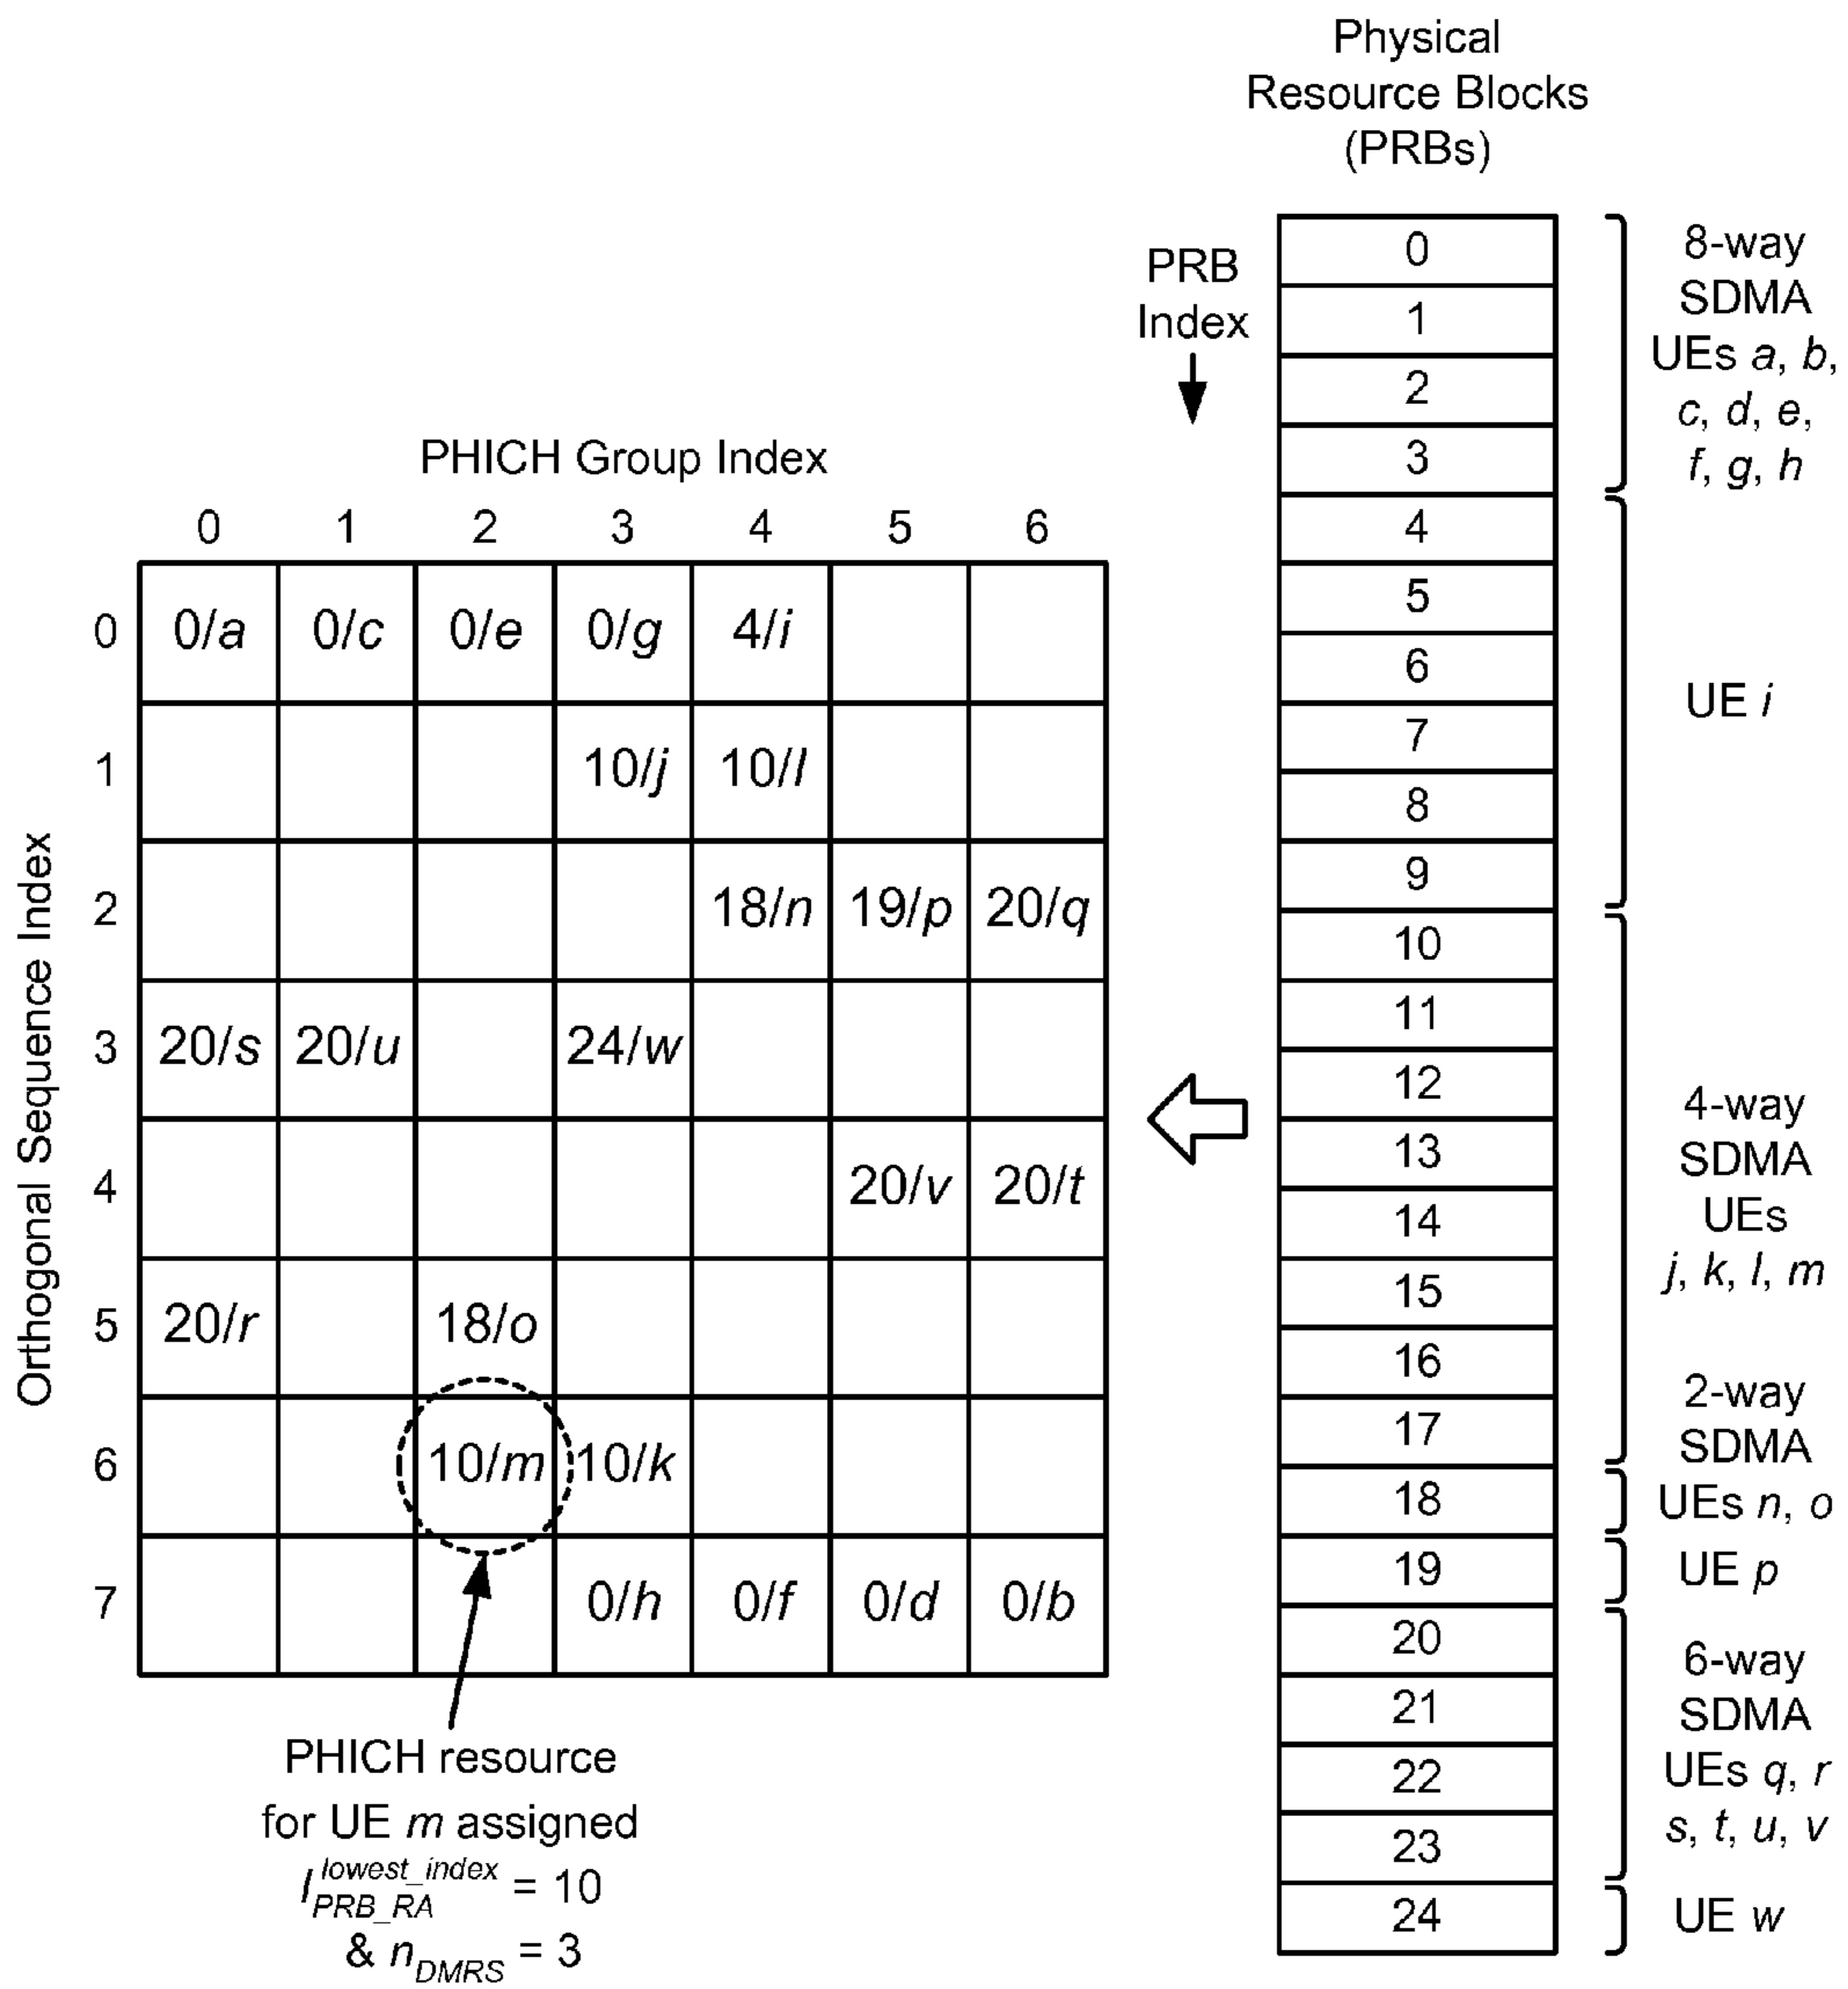 Physical
Resource Blocks
(PRBs)
PRB
Index
0
1
2
3
4
5
6
7
8
9
10
11
12
13
14
15
16
17
18
19
20
21
22
23
24
8-way
SDMA
UEs a, b,
c, d, e,
f, g, h
UE i
4-way
SDMA
UEs
j, k, l, m
2-way
SDMA
UEs n, o
UE p
6-way
SDMA
UEs q, r
s, t, u, v
UE w
PHICH Group Index
0 1 2 3 4 5 6
Orthogonal Sequence Index
0 0/a 0/c 0/e 0/g 4/i
1 10/j 10/l
2 18/n 19/p 20/q
3 20/s 20/u 24/w
4 20/v 20/t
5 20/r 18/o
6 10/m 10/k
7 0/h 0/f 0/d 0/b
PHICH resource
for UE m assigned
I_{PRB_RA}^{lowest_index} = 10
& n_{DMRS} = 3